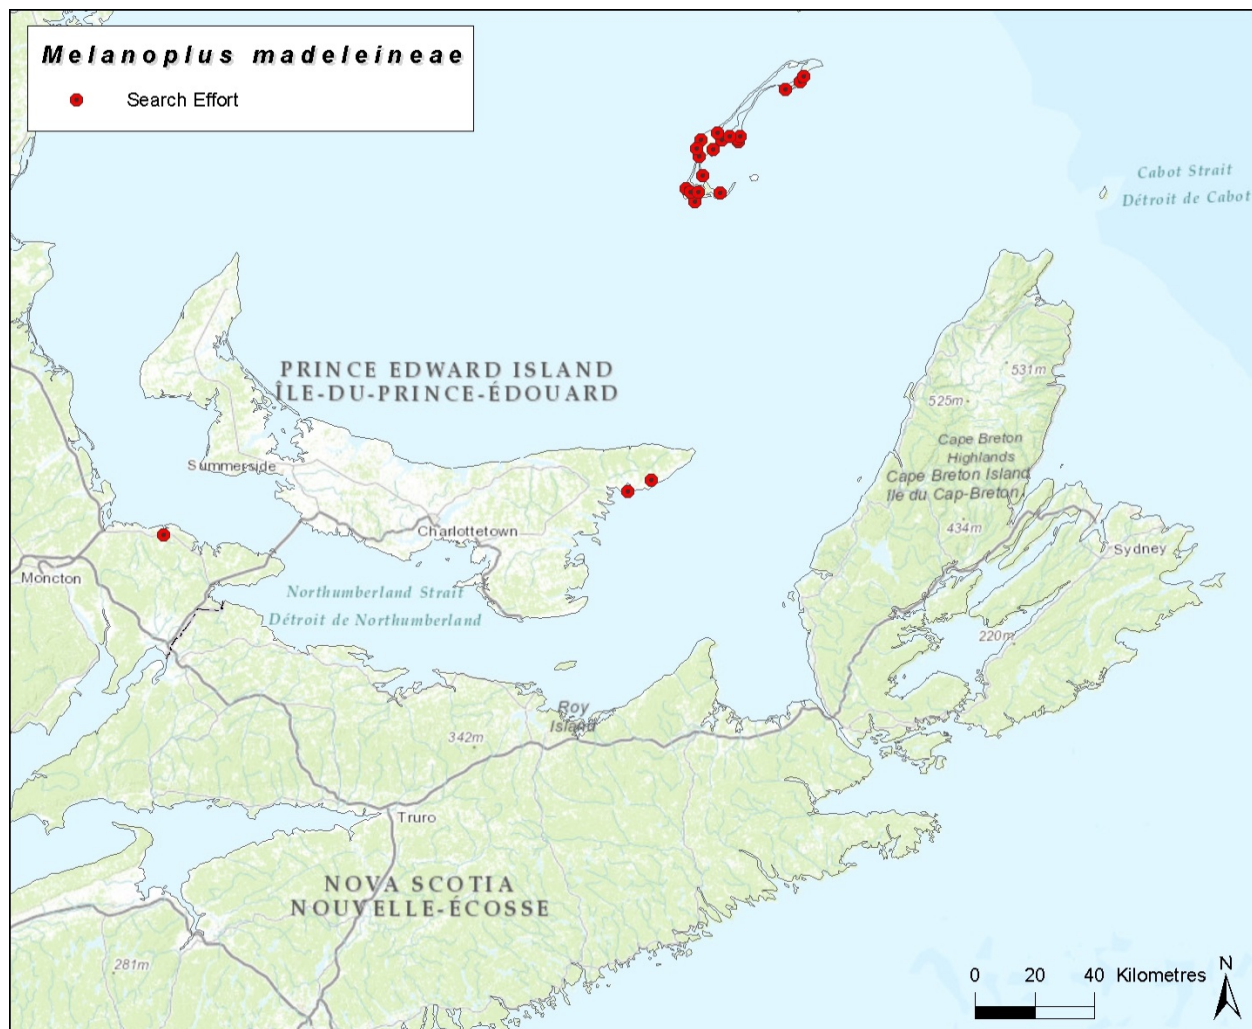 Melanoplus madeleineae
Search Effort
Cabot Strait
Détroit de Cabot
PRINCE EDWARD ISLAND
ÎLE-DU-PRINCE-ÉDOUARD
531m
525m
Cape Breton
Highlands
Cape Breton Island
Ile du Cap-Breton
434m
Summerside
Charlottetown
Sydney
Moncton
Northumberland Strait
Détroit de Northumberland
220m
Roy
Island
342m
Truro
NOVA SCOTIA
NOUVELLE-ÉCOSSE
281m
0 20 40 Kilometres
N